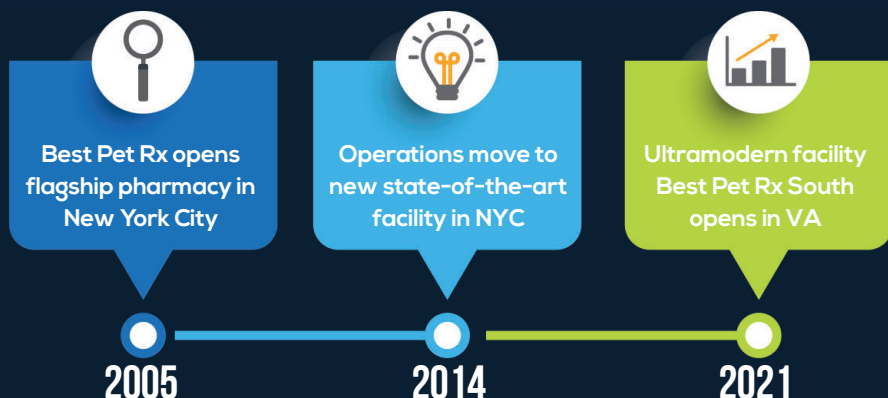 Best Pet Rx opens
flagship pharmacy in
New York City
Operations move to
new state-of-the-art
facility in NYC
Ultramodern facility
Best Pet Rx South
opens in VA
2005
2014
2021